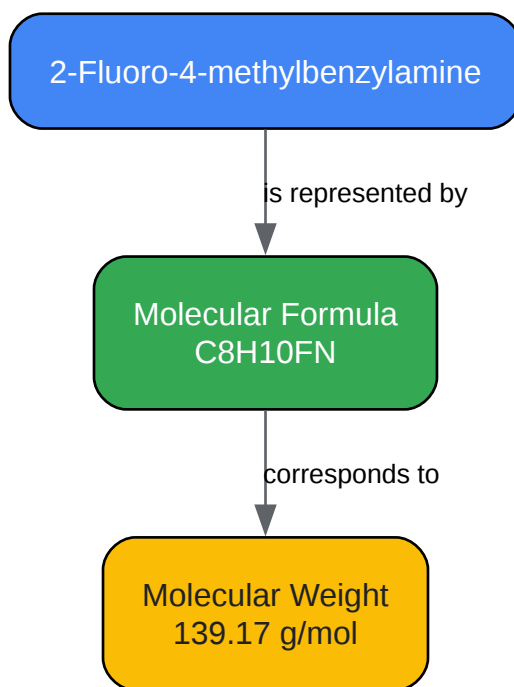 2-Fluoro-4-methylbenzylamine
is represented by
Molecular Formula
C8H10FN
corresponds to
Molecular Weight
139.17 g/mol